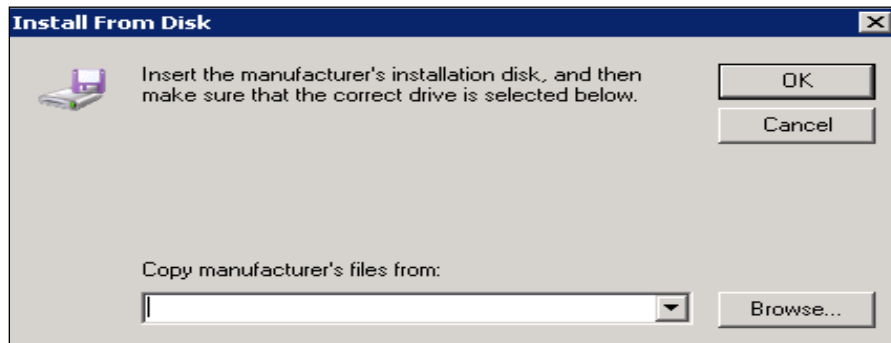 Install From Disk
Insert the manufacturer's installation disk, and then
make sure that the correct drive is selected below.
OK
Cancel
Copy manufacturer's files from:
Browse...